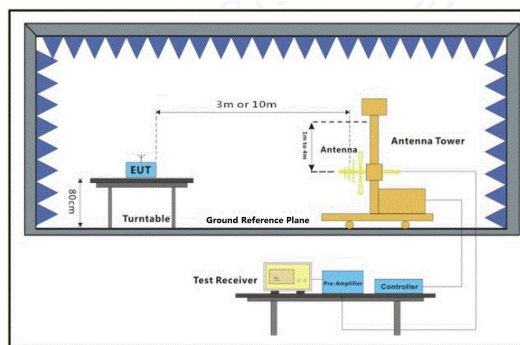 3m or 10m
1m to 4m
Antenna
Antenna Tower
EUT
80cm
Turntable
Ground Reference Plane
Test Receiver
Pre-Amplifier
Controller